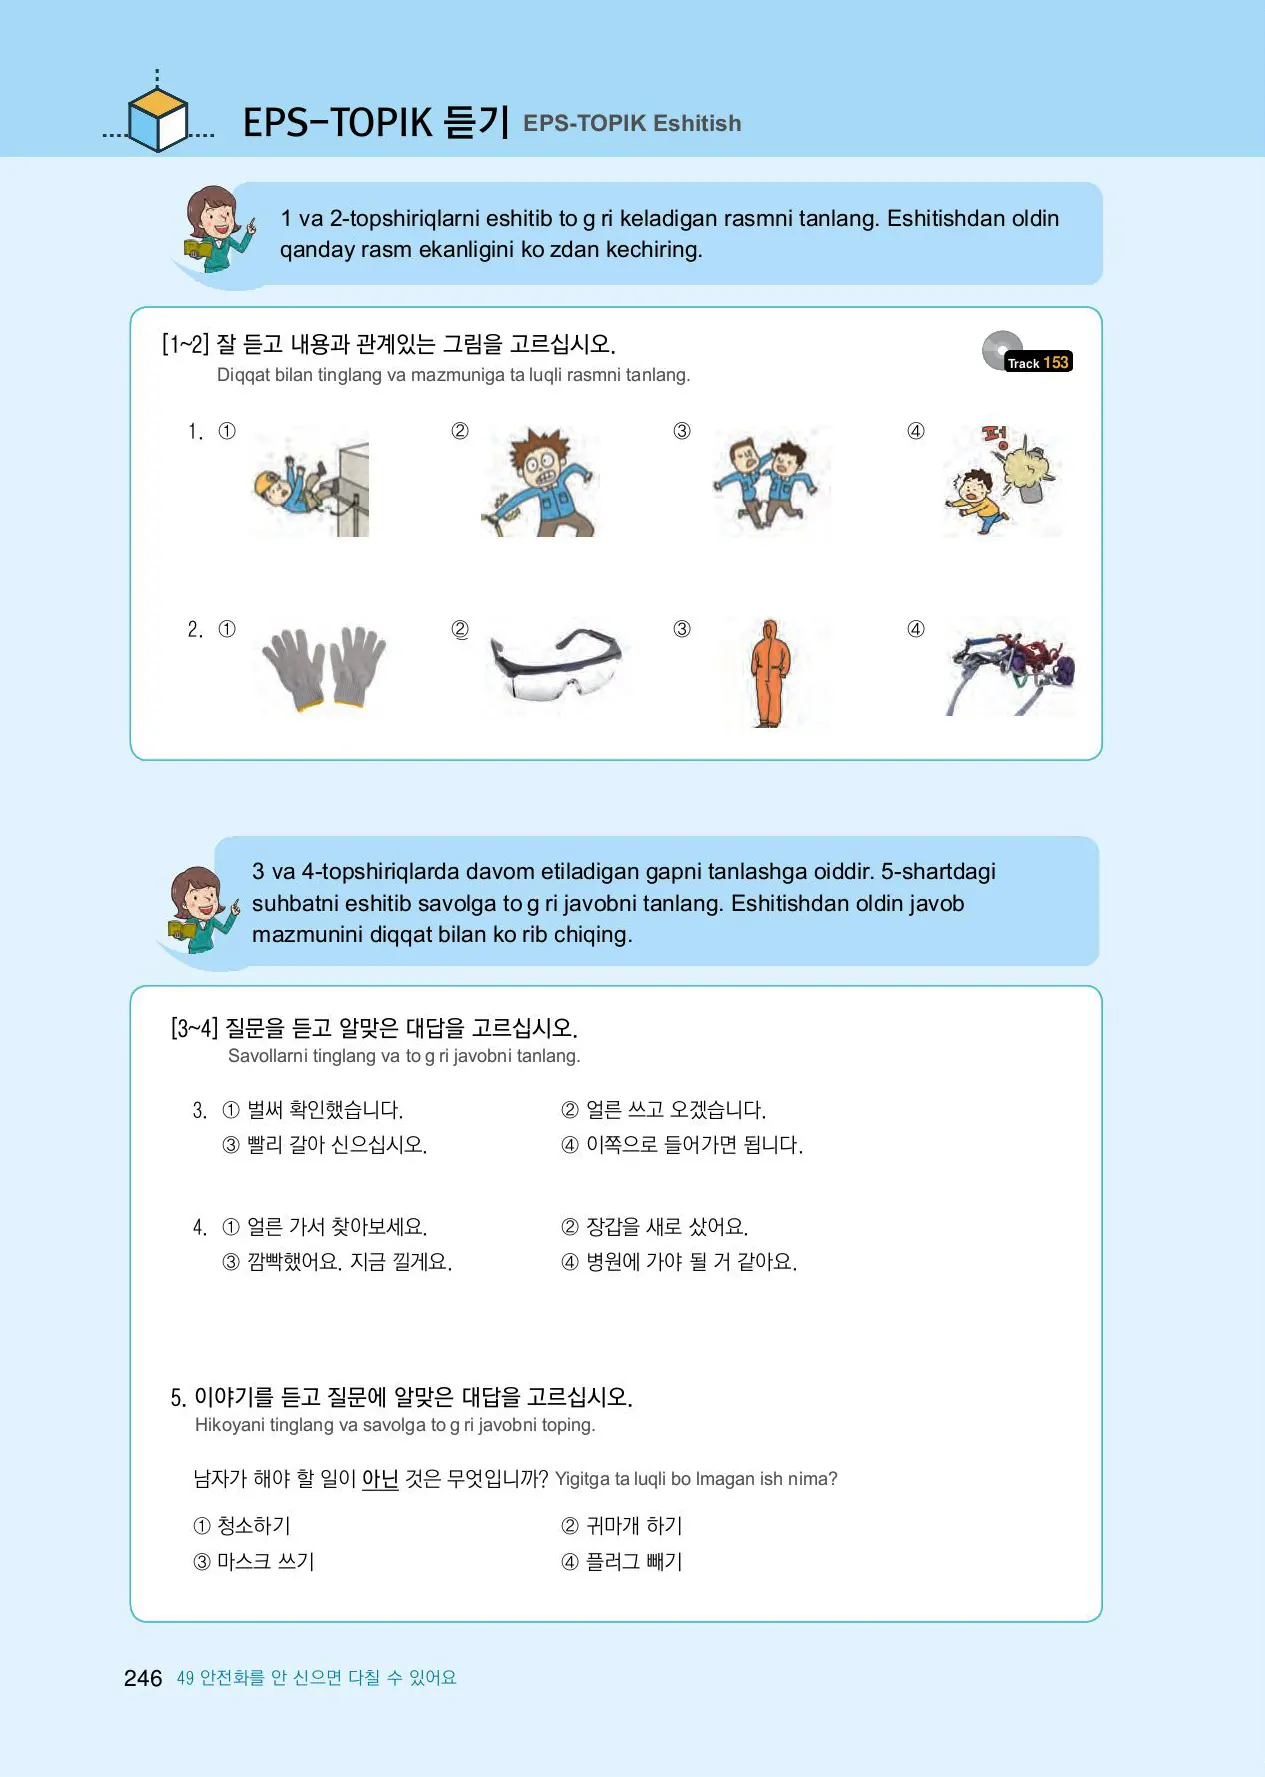 EPS-TOPIK 듣기 EPS-TOPIK Eshitish
1 va 2-topshiriqlarni eshitib to g ri keladigan rasmni tanlang. Eshitishdan oldin
qanday rasm ekanligini ko zdan kechiring.
[1~2] 잘 듣고 내용과 관계있는 그림을 고르십시오.
Track 153
Diqqat bilan tinglang va mazmuniga ta luqli rasmni tanlang.
1. ① ② ③ ④
펑
2. ① ② ③ ④
3 va 4-topshiriqlarda davom etiladigan gapni tanlashga oiddir. 5-shartdagi
suhbatni eshitib savolga to g ri javobni tanlang. Eshitishdan oldin javob
mazmunini diqqat bilan ko rib chiqing.
[3~4] 질문을 듣고 알맞은 대답을 고르십시오.
Savollarni tinglang va to g ri javobni tanlang.
3. ① 벌써 확인했습니다. ② 얼른 쓰고 오겠습니다.
③ 빨리 갈아 신으십시오. ④ 이쪽으로 들어가면 됩니다.
4. ① 얼른 가서 찾아보세요. ② 장갑을 새로 샀어요.
③ 깜빡했어요. 지금 낄게요. ④ 병원에 가야 될 거 같아요.
5. 이야기를 듣고 질문에 알맞은 대답을 고르십시오.
Hikoyani tinglang va savolga to g ri javobni toping.
남자가 해야 할 일이 아닌 것은 무엇입니까? Yigitga ta luqli bo lmagan ish nima?
① 청소하기 ② 귀마개 하기
③ 마스크 쓰기 ④ 플러그 빼기
246 49 안전화를 안 신으면 다칠 수 있어요